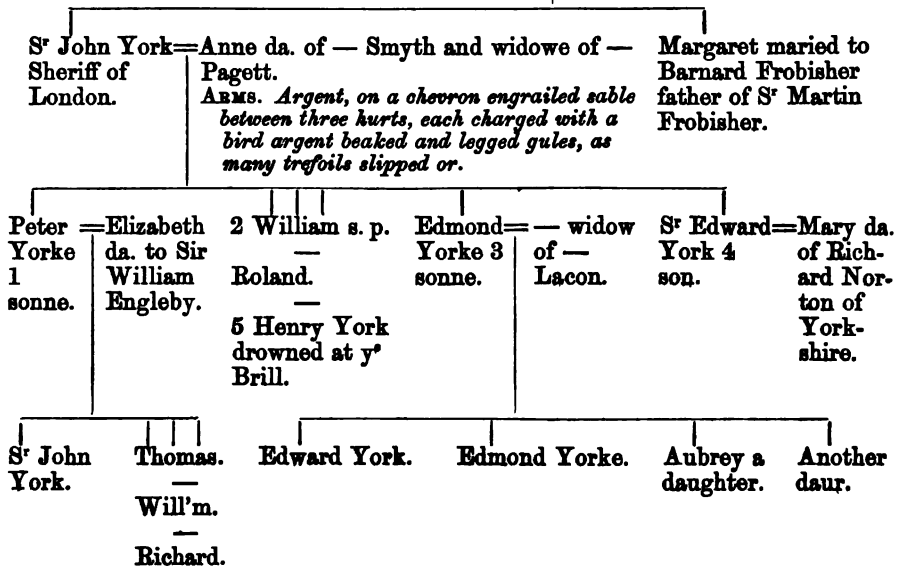 Sʳ John York=Anne da. of — Smyth and widowe of —
Sheriff of
London.
Pagett.
ARMS. Argent, on a chevron engrailed sable
between three hurts, each charged with a
bird argent beaked and legged gules, as
many trefoils slipped or.
Margaret maried to
Barnard Frobisher
father of Sʳ Martin
Frobisher.
Peter
Yorke
1
sonne.
=Elizabeth
da. to Sir
William
Engleby.
2 William s. p.
—
Roland.
—
5 Henry York
drowned at yᵉ
Brill.
Edmond=
Yorke 3
sonne.
— widow
of —
Lacon.
Sʳ Edward=
York 4
son.
Mary da.
of Rich-
ard Nor-
ton of
York-
shire.
Sʳ John
York.
Thomas.
—
Will'm.
—
Richard.
Edward York.
Edmond Yorke.
Aubrey a
daughter.
Another
daur.